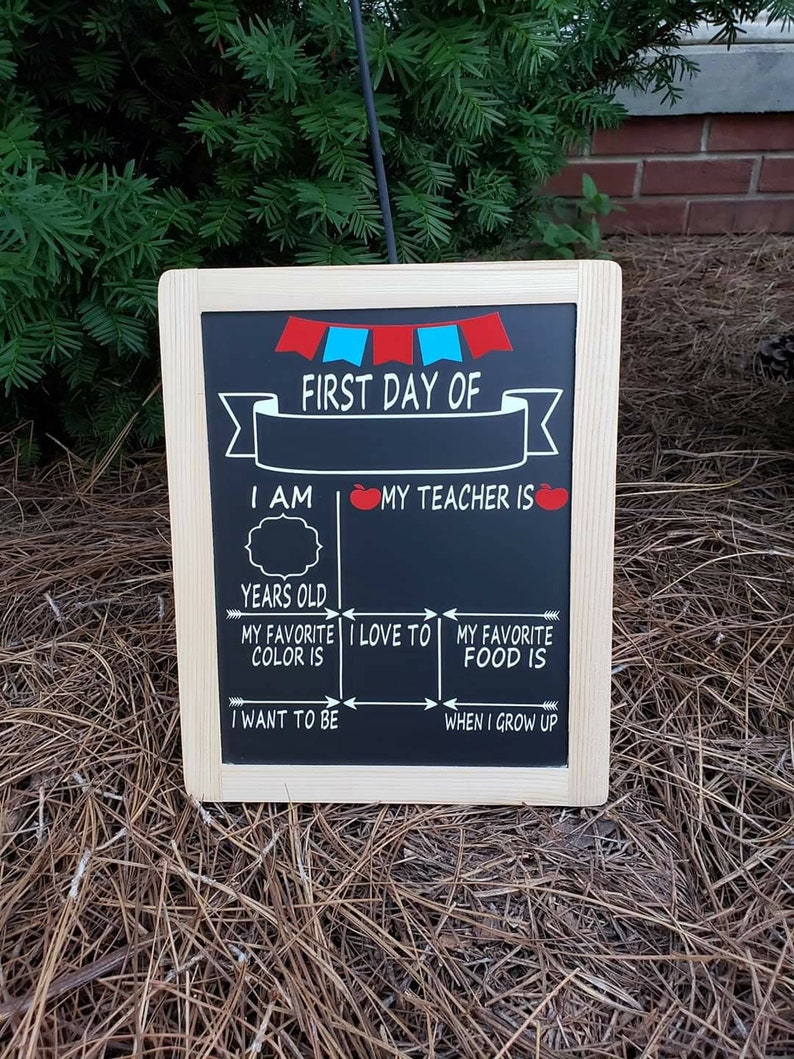 FIRST DAY OF
I AM
MY TEACHER IS
YEARS OLD
MY FAVORITE
COLOR IS
I LOVE TO
MY FAVORITE
FOOD IS
I WANT TO BE
WHEN I GROW UP